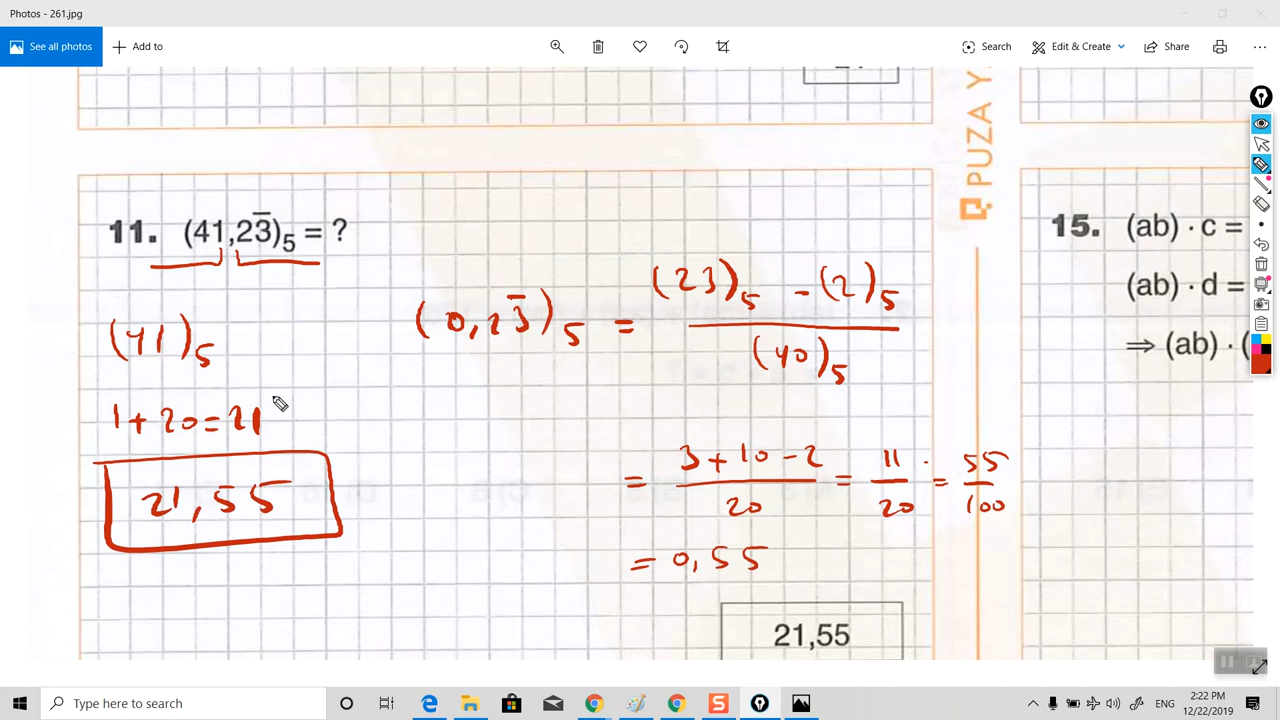 Photos - 261.jpg
See all photos
Add to
Search
Edit & Create
Share
PUZA Y
11. (41,23̅)₅ = ?
(41)₅
1 + 20 = 21
21,55
(0,23̅)₅ = (23)₅ - (2)₅ / (40)₅
= 3 + 10 - 2 / 20 = 11 / 20 = 55 / 100
= 0,55
21,55
15. (ab) · c =
(ab) · d =
⇒ (ab) · (
Type here to search
ENG
2:22 PM
12/22/2019